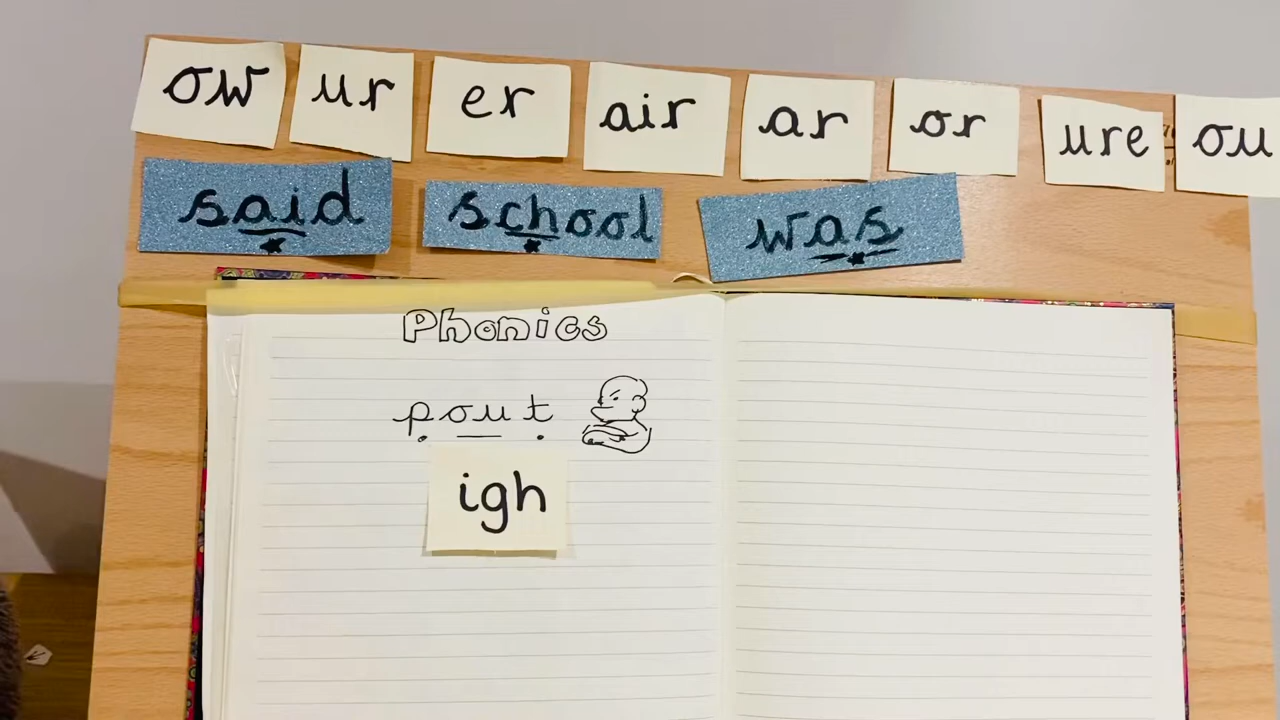 ow ur er air ar or ure ou
said school was
Phonics
pout
igh